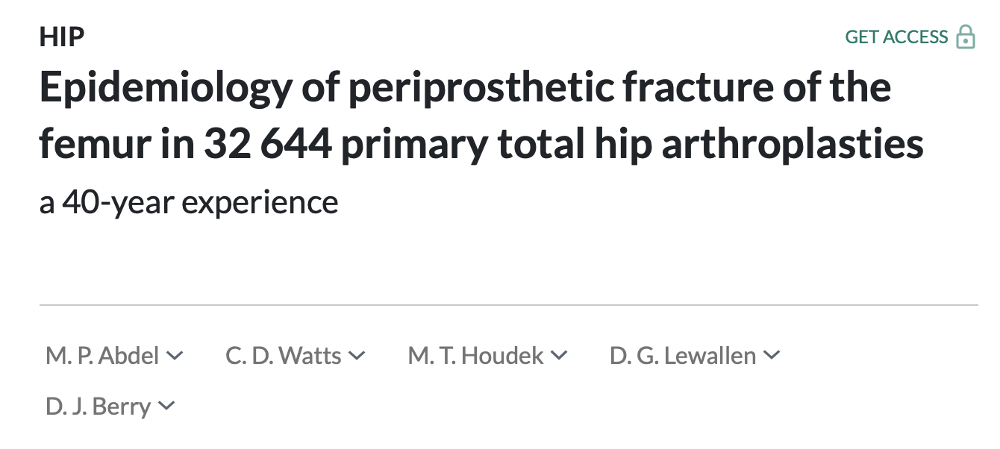 HIP
GET ACCESS
Epidemiology of periprosthetic fracture of the
femur in 32 644 primary total hip arthroplasties
a 40-year experience
M. P. Abdel
C. D. Watts
M. T. Houdek
D. G. Lewallen
D. J. Berry